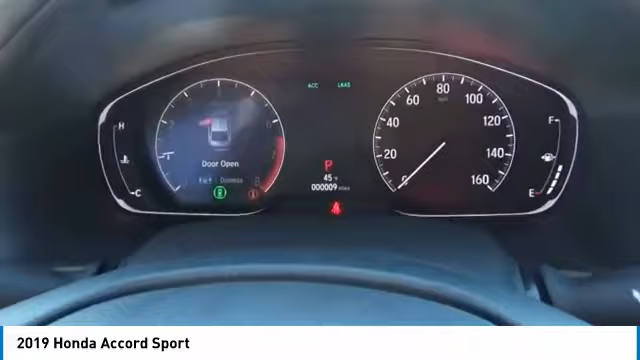 ACC LKAS
H
C
Door Open
P
45
000009 miles
0
20
40
60
80
100
120
140
160
F
E
2019 Honda Accord Sport